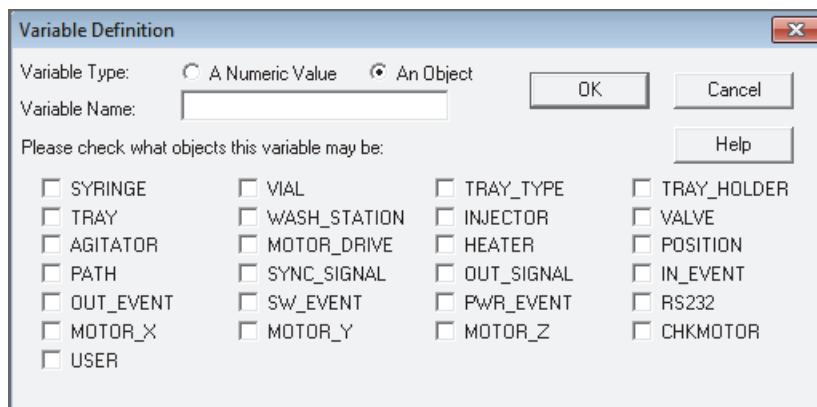 Variable Definition
Variable Type: A Numeric Value An Object OK Cancel
Variable Name:
Please check what objects this variable may be: Help
SYRINGE VIAL TRAY_TYPE TRAY_HOLDER
TRAY WASH_STATION INJECTOR VALVE
AGITATOR MOTOR_DRIVE HEATER POSITION
PATH SYNC_SIGNAL OUT_SIGNAL IN_EVENT
OUT_EVENT SW_EVENT PWR_EVENT RS232
MOTOR_X MOTOR_Y MOTOR_Z CHKMOTOR
USER